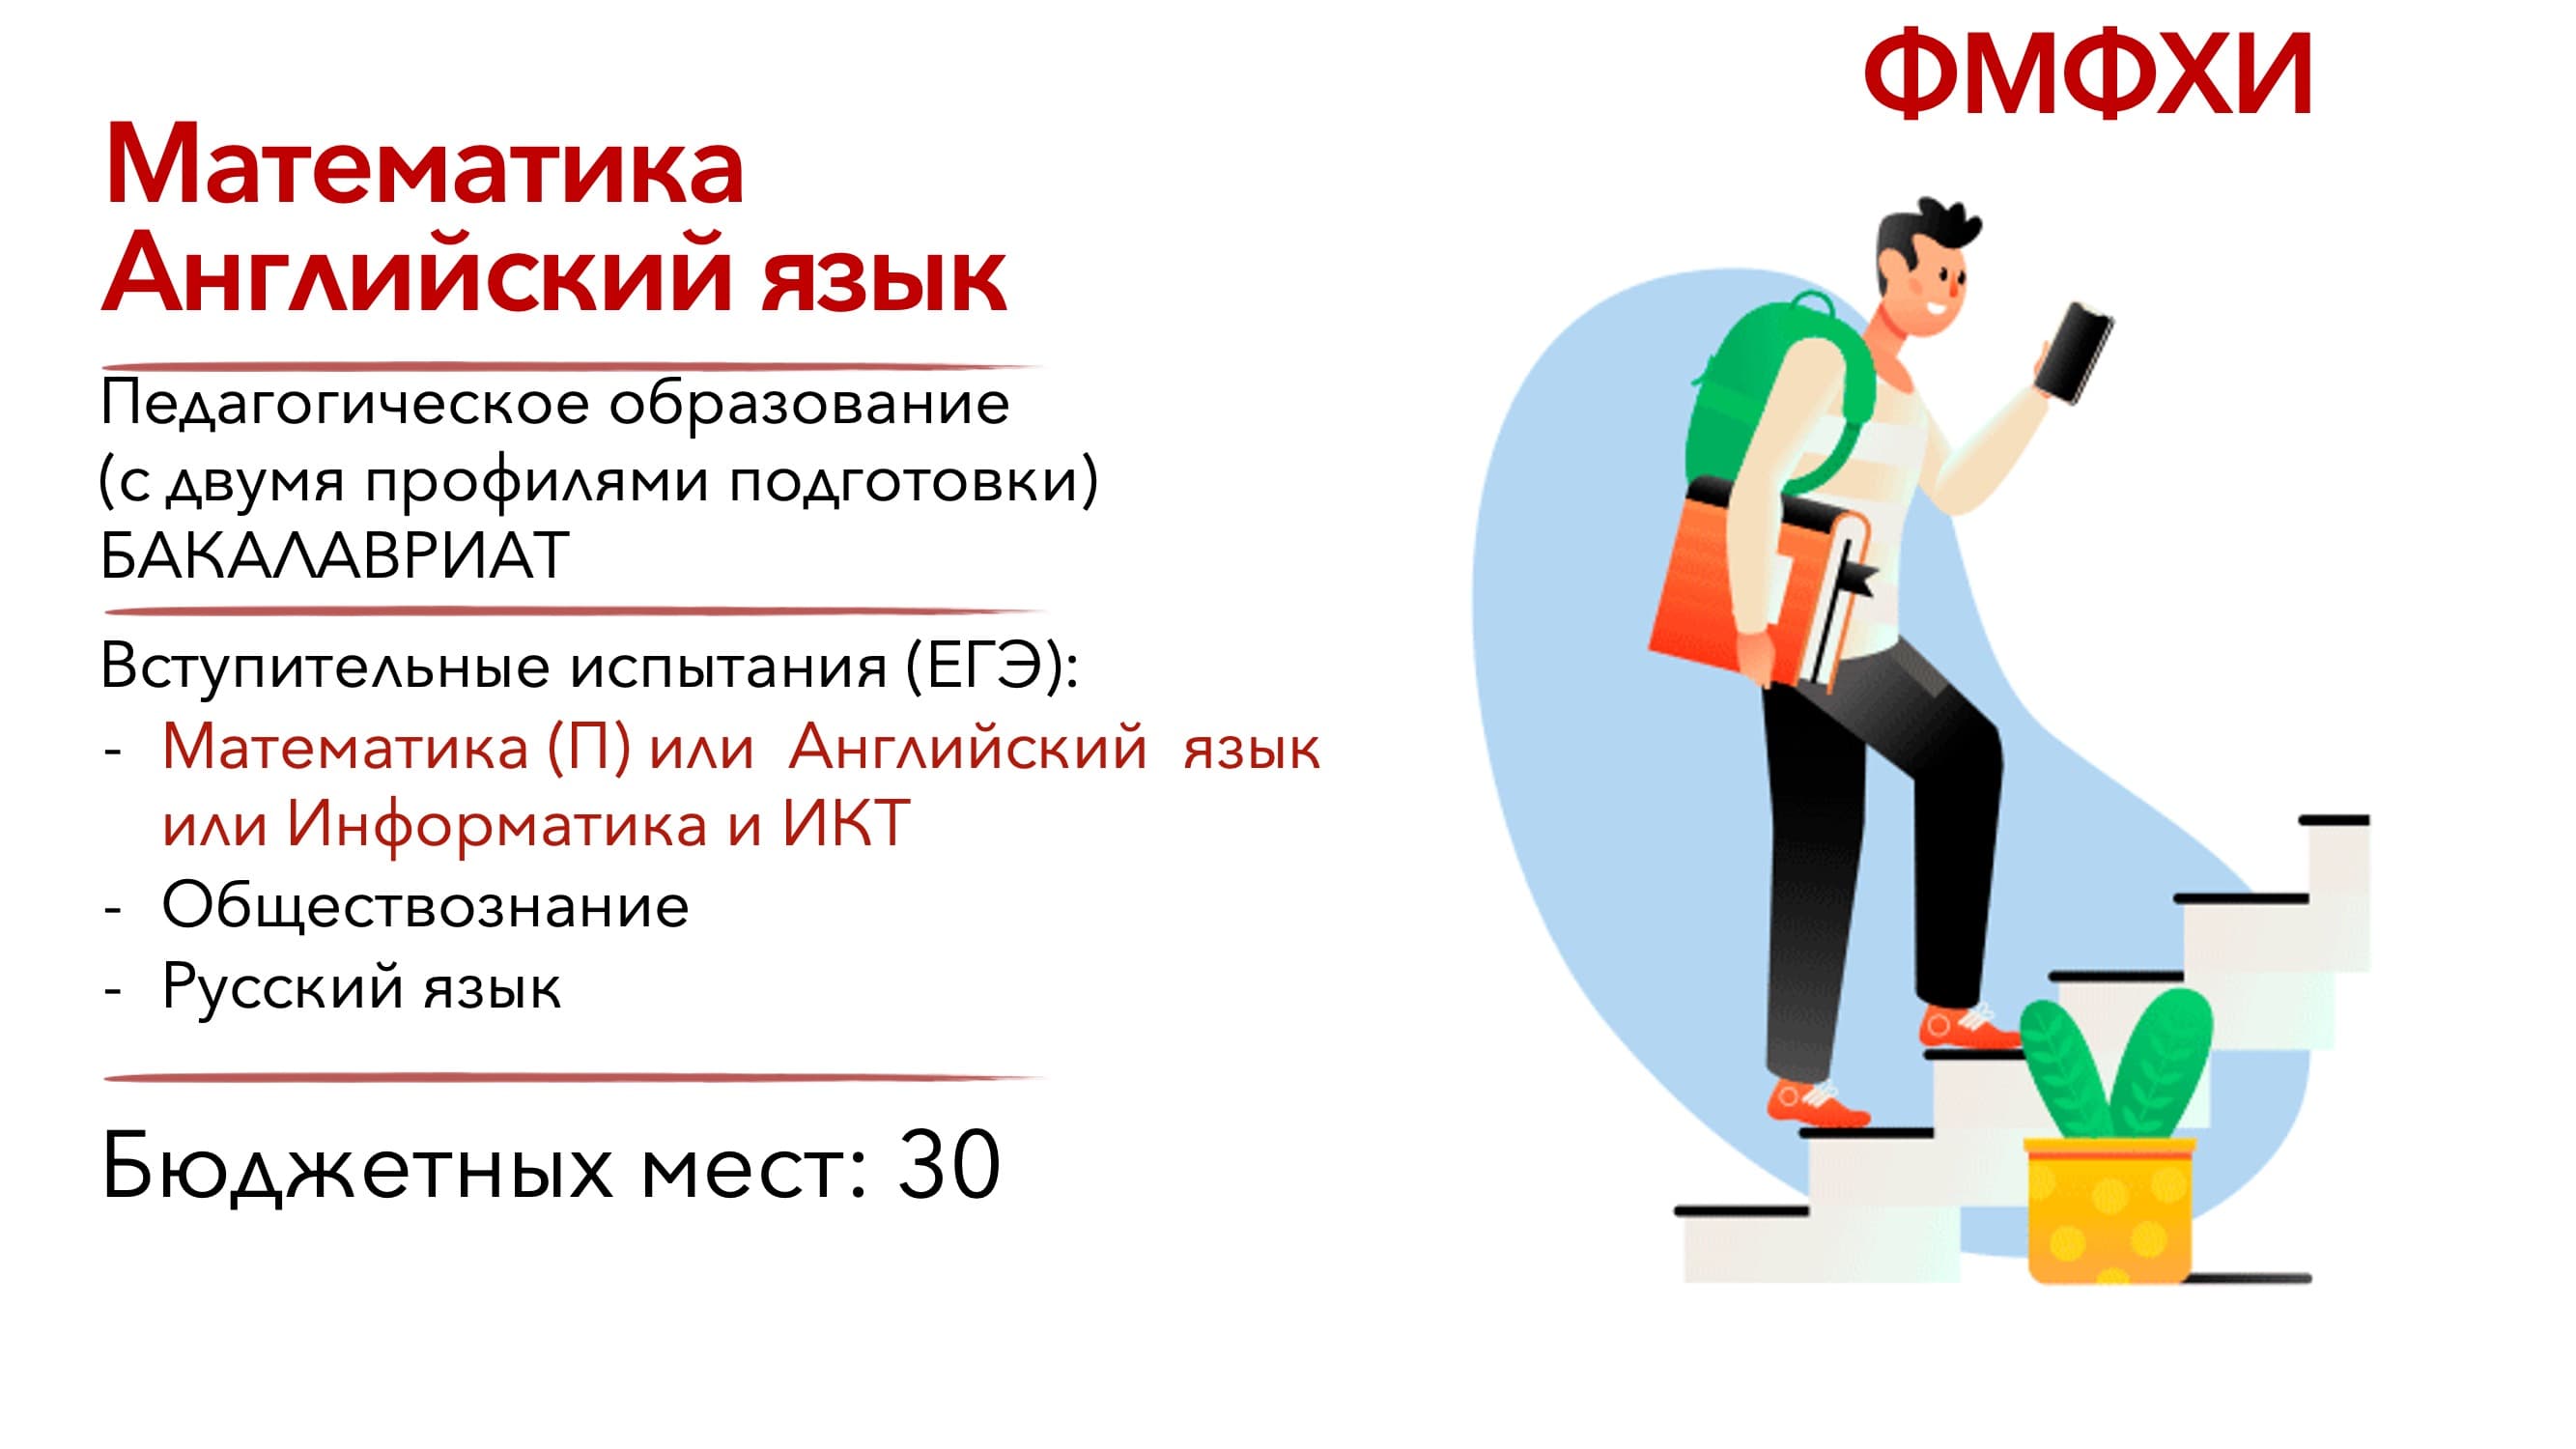 ФМФХИ
Математика
Английский язык
Педагогическое образование
(с двумя профилями подготовки)
БАКАЛАВРИАТ
Вступительные испытания (ЕГЭ):
- Математика (П) или Английский язык
или Информатика и ИКТ
- Обществознание
- Русский язык
Бюджетных мест: 30